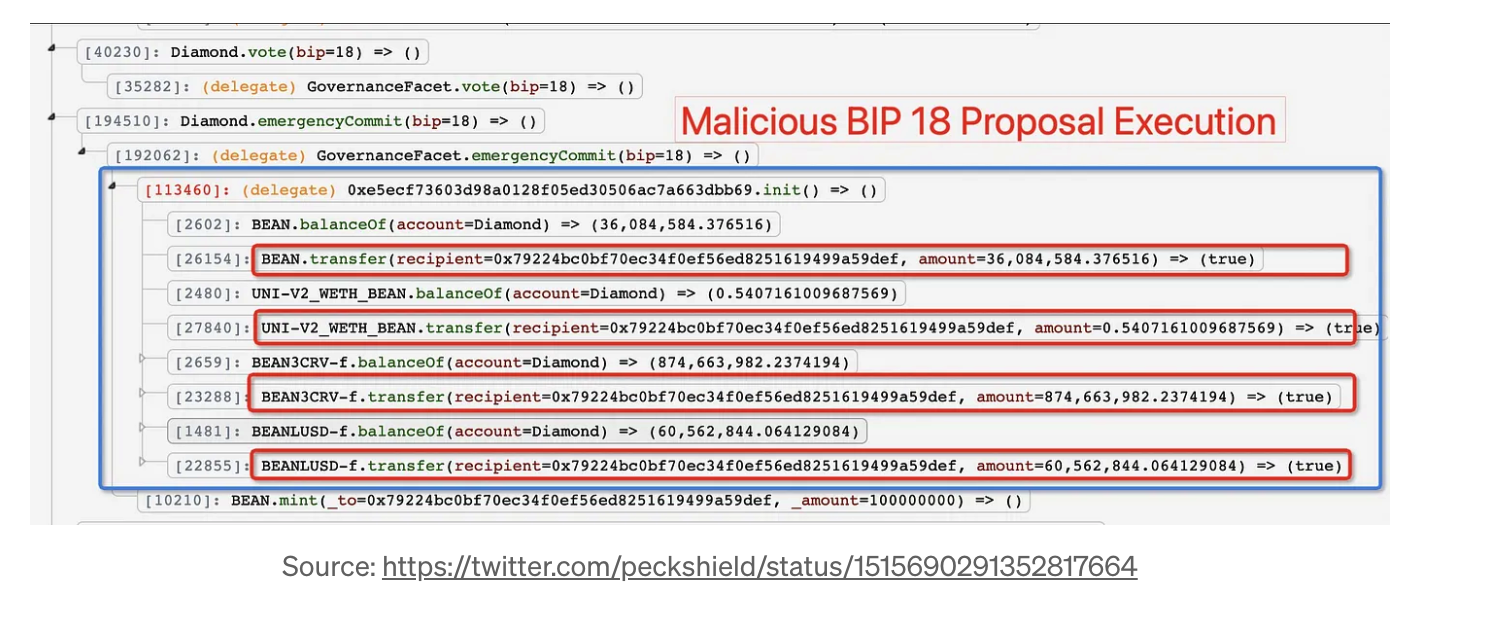 [40230]: Diamond.vote(bip=18) => ()
[35282]: (delegate) GovernanceFacet.vote(bip=18) => ()
[194510]: Diamond.emergencyCommit(bip=18) => ()
Malicious BIP 18 Proposal Execution
[192062]: (delegate) GovernanceFacet.emergencyCommit(bip=18) => ()
[113460]: (delegate) 0xe5ecf73603d98a0128f05ed30506ac7a663dbb69.init() => ()
[2602]: BEAN.balanceOf(account=Diamond) => (36,084,584.376516)
[26154]: BEAN.transfer(recipient=0x79224bc0bf70ec34f0ef56ed8251619499a59def, amount=36,084,584.376516) => (true)
[2480]: UNI-V2_WETH_BEAN.balanceOf(account=Diamond) => (0.5407161009687569)
[27840]: UNI-V2_WETH_BEAN.transfer(recipient=0x79224bc0bf70ec34f0ef56ed8251619499a59def, amount=0.5407161009687569) => (true)
[2659]: BEAN3CRV-f.balanceOf(account=Diamond) => (874,663,982.2374194)
[23288]: BEAN3CRV-f.transfer(recipient=0x79224bc0bf70ec34f0ef56ed8251619499a59def, amount=874,663,982.2374194) => (true)
[1481]: BEANLUSD-f.balanceOf(account=Diamond) => (60,562,844.064129084)
[22855]: BEANLUSD-f.transfer(recipient=0x79224bc0bf70ec34f0ef56ed8251619499a59def, amount=60,562,844.064129084) => (true)
[10210]: BEAN.mint(_to=0x79224bc0bf70ec34f0ef56ed8251619499a59def, _amount=100000000) => ()
Source: https://twitter.com/peckshield/status/1515690291352817664